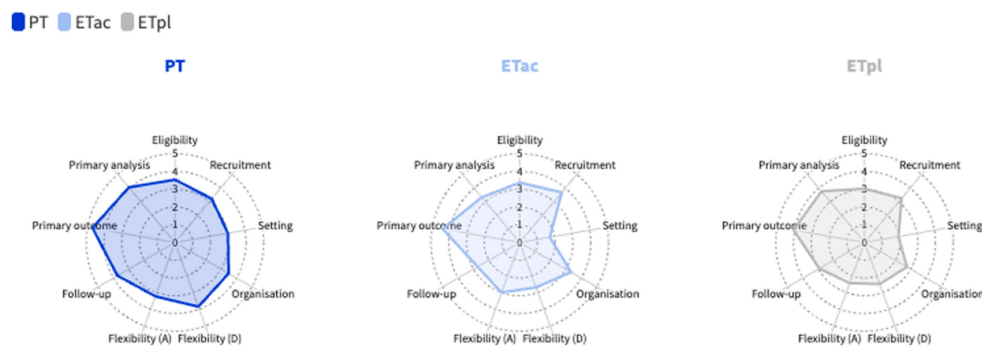 PT ETac ETpl
PT ETac ETpl
Eligibility Eligibility Eligibility
5 5 5
Primary analysis Recruitment Primary analysis Recruitment Primary analysis Recruitment
4 4 4
3 3 3
2 2 2
Primary outcome 1 Setting Primary outcome 1 Setting Primary outcome 1 Setting
0 0 0
Follow-up Organisation Follow-up Organisation Follow-up Organisation
Flexibility (A) Flexibility (D) Flexibility (A) Flexibility (D) Flexibility (A) Flexibility (D)